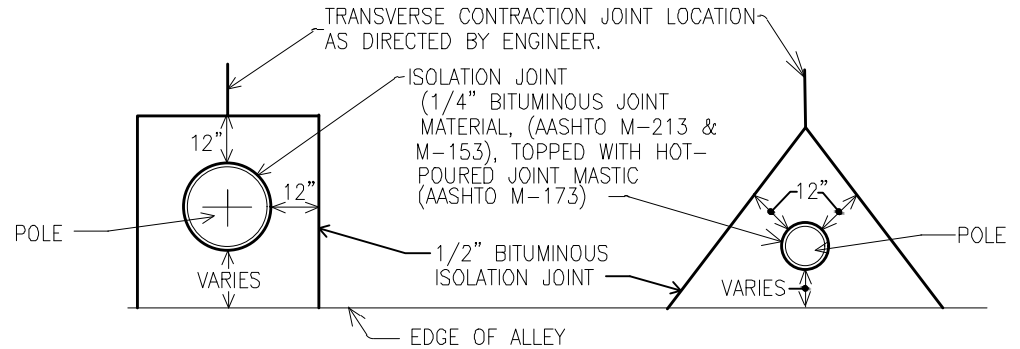 TRANSVERSE CONTRACTION JOINT LOCATION
AS DIRECTED BY ENGINEER.
ISOLATION JOINT
(1/4” BITUMINOUS JOINT
MATERIAL, (AASHTO M-213 &
M-153), TOPPED WITH HOT-
POURED JOINT MASTIC
(AASHTO M-173)
12”
12”
12”
POLE
POLE
1/2” BITUMINOUS
ISOLATION JOINT
VARIES
VARIES
EDGE OF ALLEY